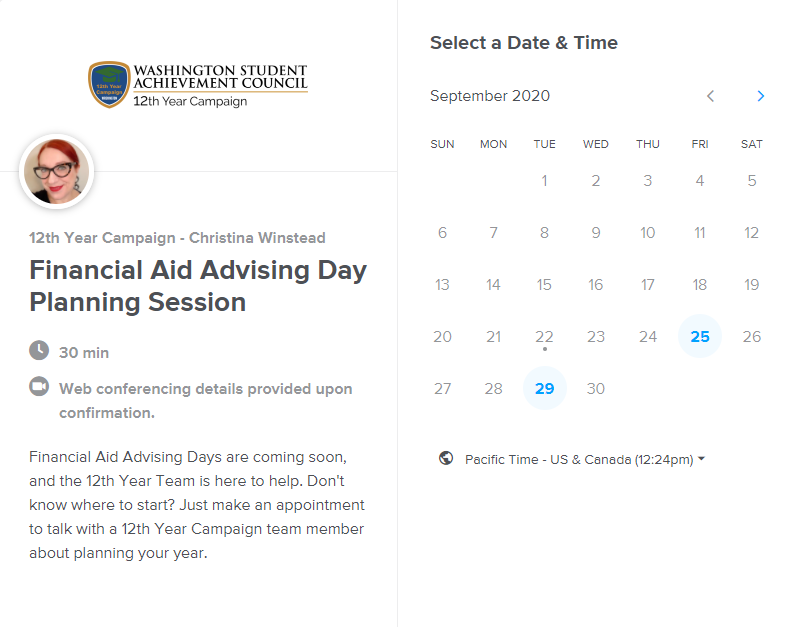 WASHINGTON STUDENT
ACHIEVEMENT COUNCIL
12th Year Campaign
12th Year
Campaign
12th Year Campaign - Christina Winstead
Financial Aid Advising Day
Planning Session
30 min
Web conferencing details provided upon
confirmation.
Financial Aid Advising Days are coming soon,
and the 12th Year Team is here to help. Don't
know where to start? Just make an appointment
to talk with a 12th Year Campaign team member
about planning your year.
Select a Date & Time
September 2020
SUN MON TUE WED THU FRI SAT
1 2 3 4 5
6 7 8 9 10 11 12
13 14 15 16 17 18 19
20 21 22 23 24 25 26
27 28 29 30
Pacific Time - US & Canada (12:24pm)